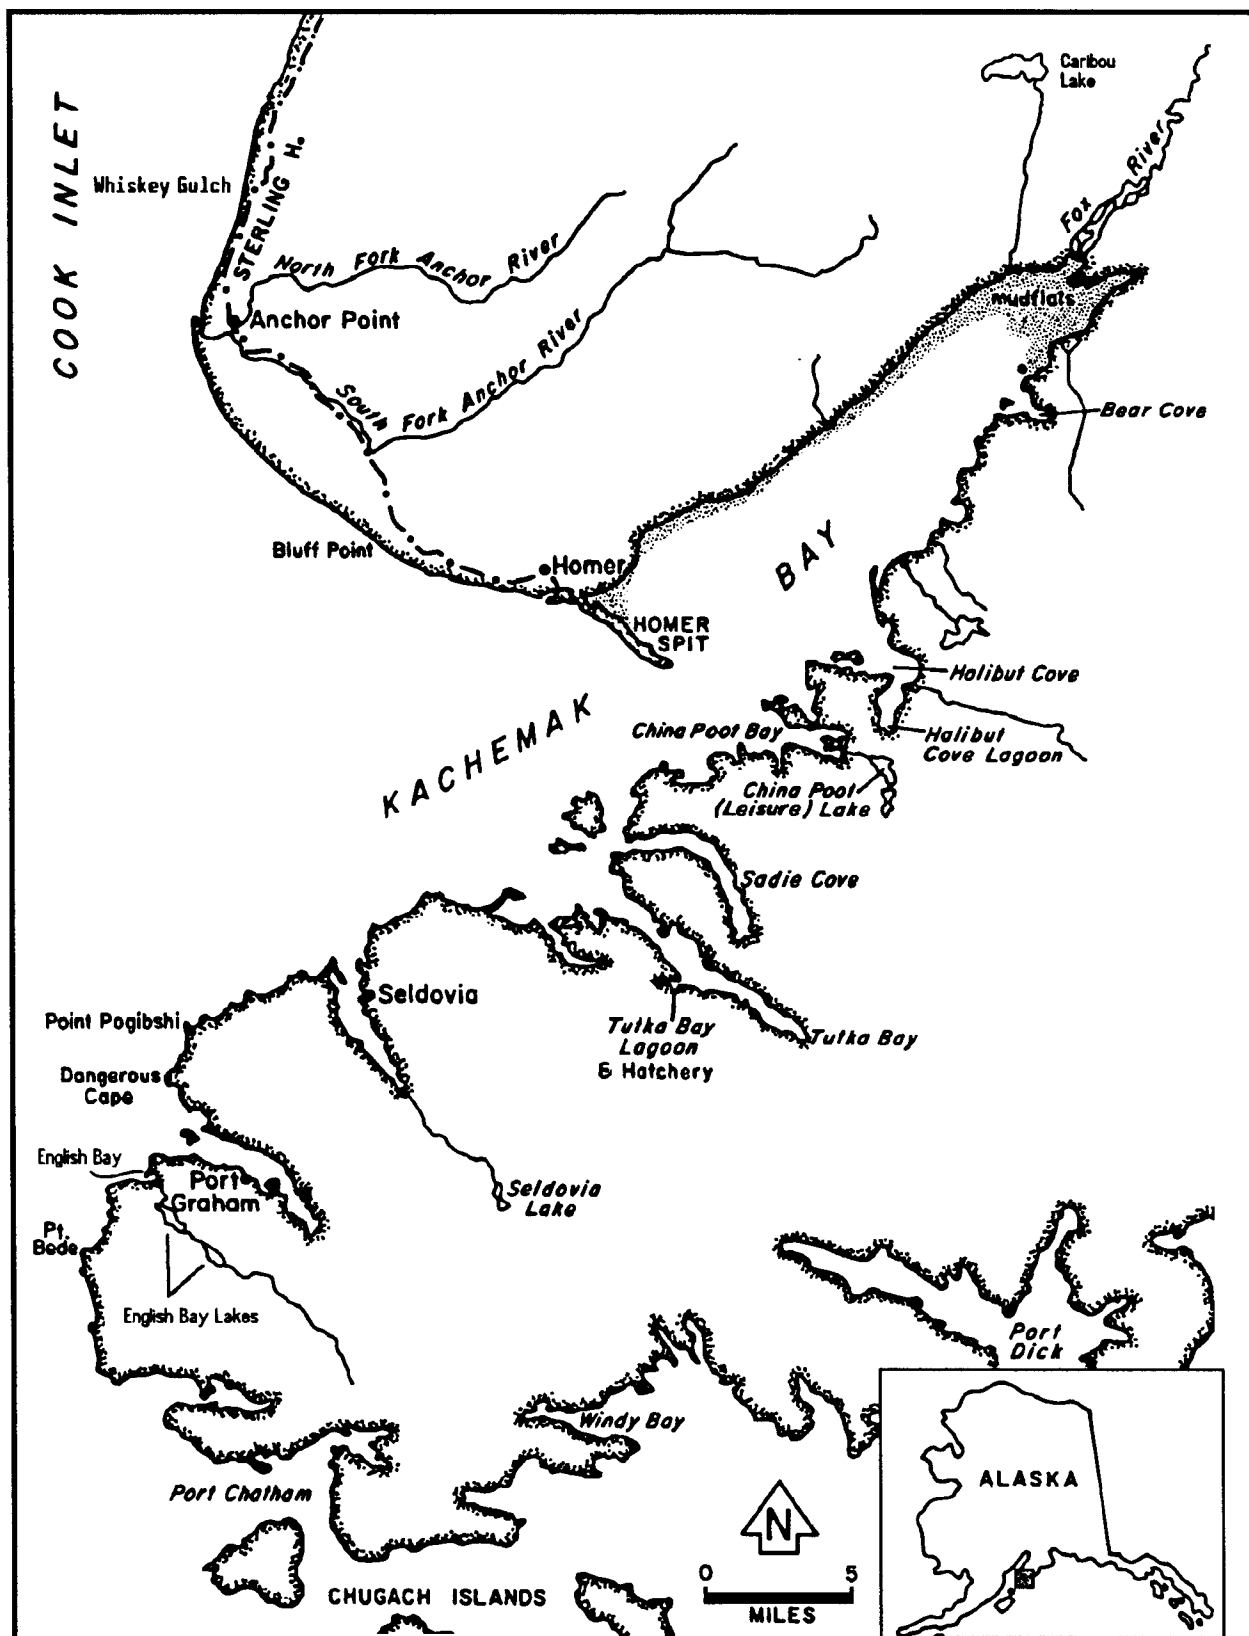 COOK INLET
Caribou
Lake
Whiskey Gulch
STERLING H.
Fox River
North Fork Anchor River
mudflats
Anchor Point
South Fork Anchor River
Bear Cove
Bluff Point
Homer
HOMER
SPIT
KACHEMAK BAY
Halibut Cove
China Poot Bay
Halibut
Cove Lagoon
China Poot
(Leisure) Lake
Sadie Cove
Seldovia
Point Pogibshi
Tutka Bay
Lagoon
& Hatchery
Tutka Bay
Dangerous
Cape
English Bay
Port
Graham
Seldovia
Lake
Pt.
Bede
English Bay Lakes
Port
Dick
Windy Bay
Port Chatham
ALASKA
N
0 5
MILES
CHUGACH ISLANDS